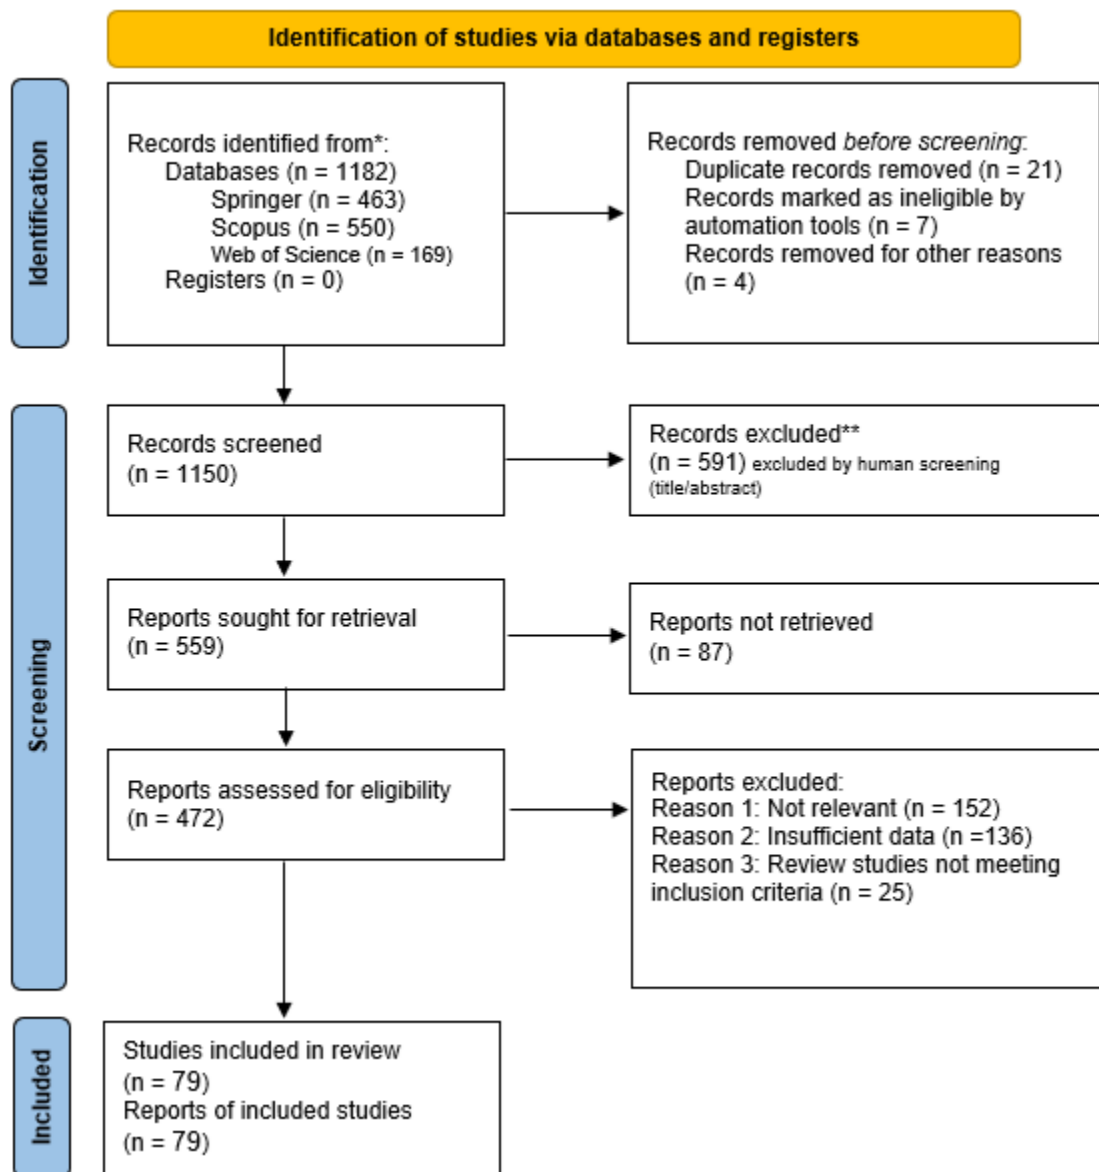 Identification of studies via databases and registers
Identification
Records identified from*:
Databases (n = 1182)
Springer (n = 463)
Scopus (n = 550)
Web of Science (n = 169)
Registers (n = 0)
Records removed before screening:
Duplicate records removed (n = 21)
Records marked as ineligible by
automation tools (n = 7)
Records removed for other reasons
(n = 4)
Screening
Records screened
(n = 1150)
Records excluded**
(n = 591) excluded by human screening
(title/abstract)
Reports sought for retrieval
(n = 559)
Reports not retrieved
(n = 87)
Reports assessed for eligibility
(n = 472)
Reports excluded:
Reason 1: Not relevant (n = 152)
Reason 2: Insufficient data (n =136)
Reason 3: Review studies not meeting
inclusion criteria (n = 25)
Included
Studies included in review
(n = 79)
Reports of included studies
(n = 79)